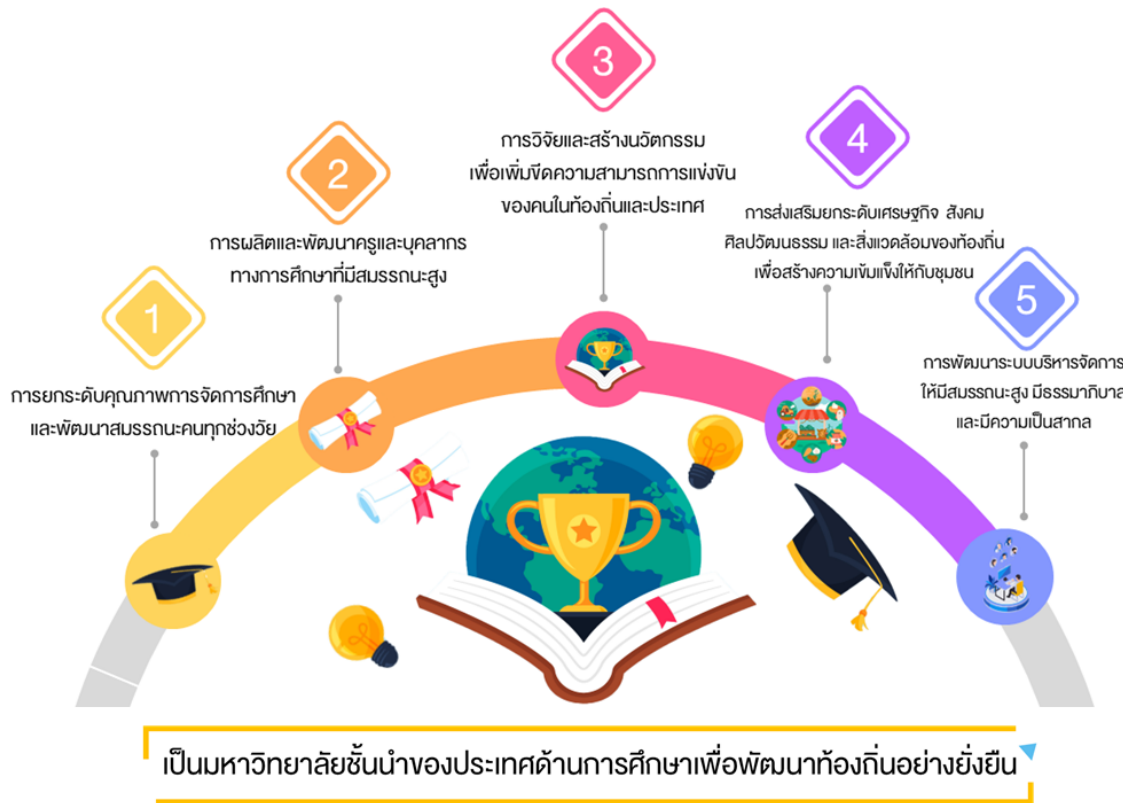 1
การยกระดับคุณภาพการจัดการศึกษา
และพัฒนาสมรรถนะคนทุกช่วงวัย
2
การผลิตและพัฒนาครูและบุคลากร
ทางการศึกษาที่มีสมรรถนะสูง
3
การวิจัยและสร้างนวัตกรรม
เพื่อเพิ่มขีดความสามารถการแข่งขัน
ของคนในท้องถิ่นและประเทศ
4
การส่งเสริมยกระดับเศรษฐกิจ สังคม
ศิลปวัฒนธรรม และสิ่งแวดล้อมของท้องถิ่น
เพื่อสร้างความเข้มแข็งให้กับชุมชน
5
การพัฒนาระบบบริหารจัดการ
ให้มีสมรรถนะสูง มีธรรมาภิบาล
และมีความเป็นสากล
เป็นมหาวิทยาลัยชั้นนำของประเทศด้านการศึกษาเพื่อพัฒนาท้องถิ่นอย่างยั่งยืน